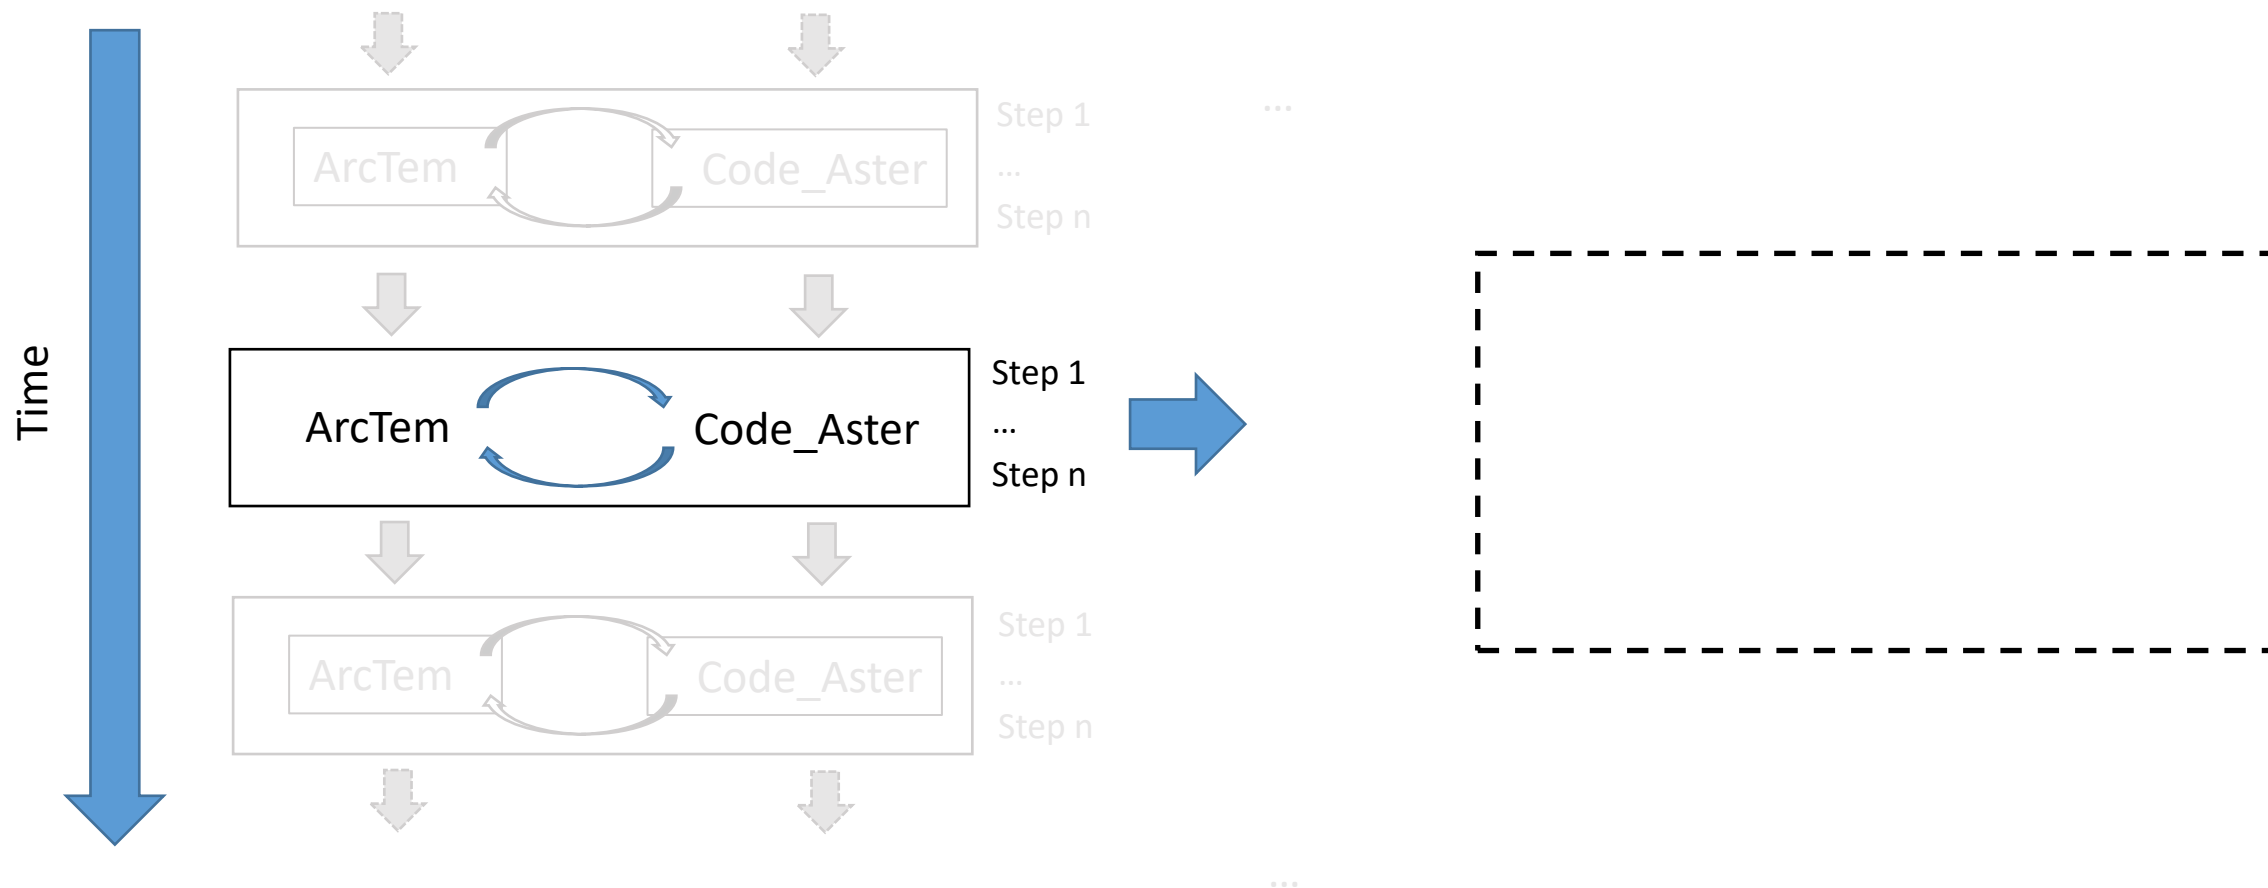 Time
Step 1
...
ArcTem
Code_Aster
...
Step n
Step 1
ArcTem
Code_Aster
...
Step n
Step 1
ArcTem
Code_Aster
...
Step n
...